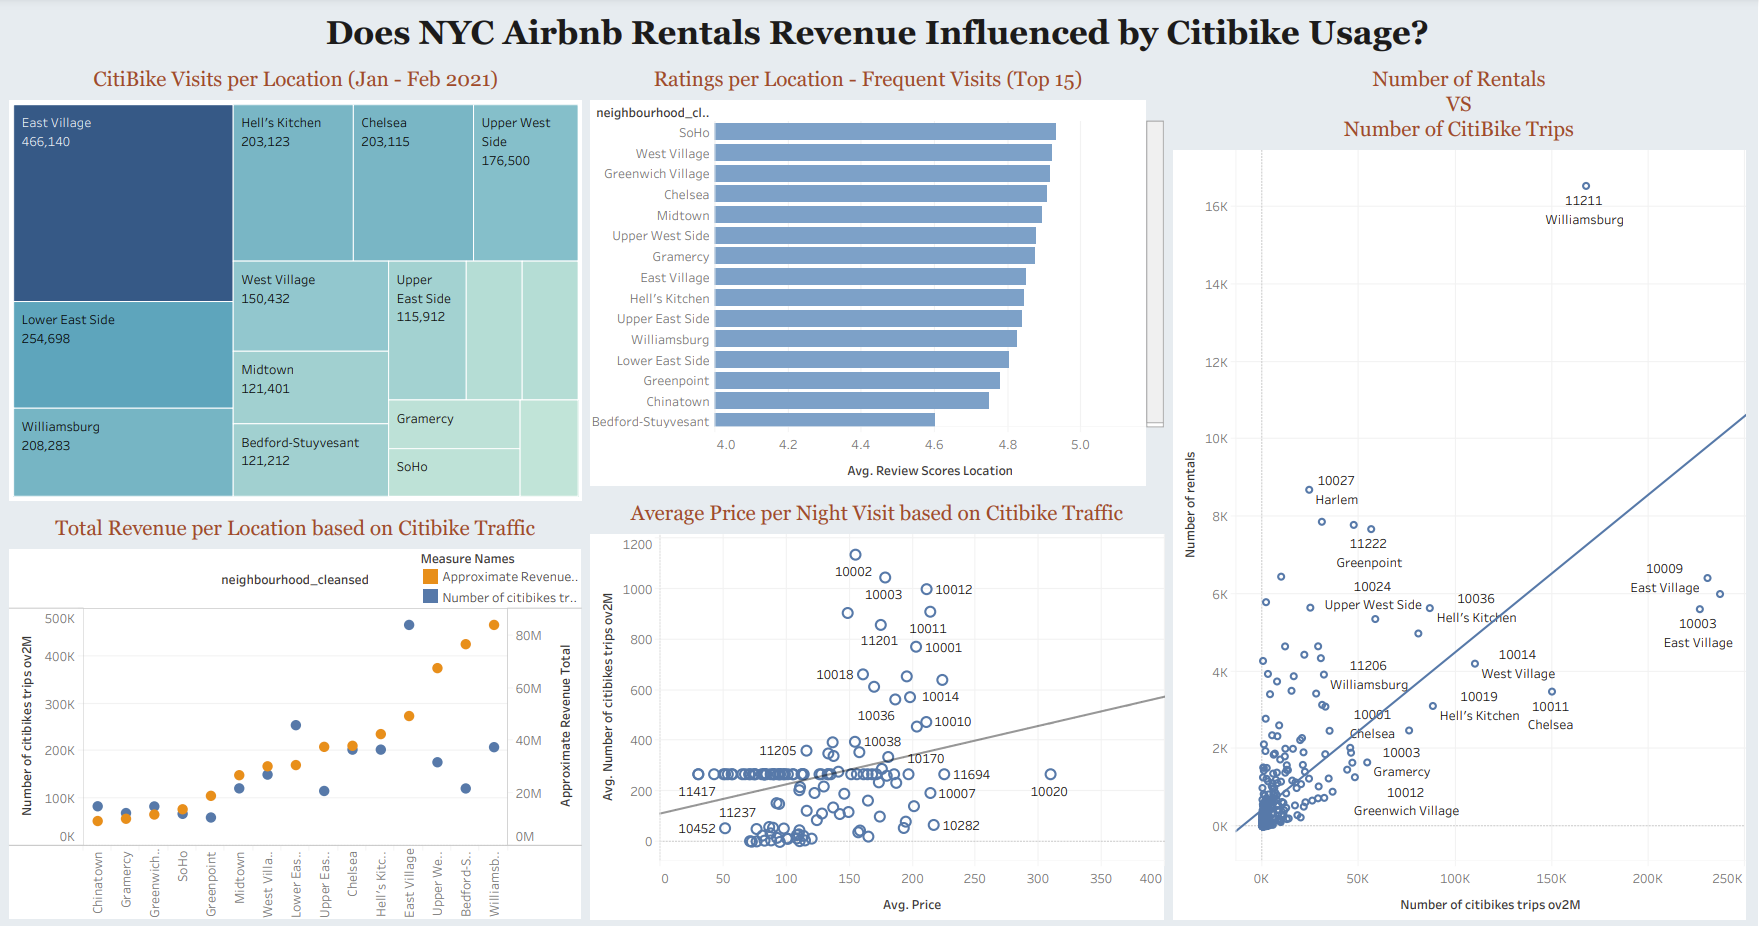 Does NYC Airbnb Rentals Revenue Influenced by Citibike Usage?
CitiBike Visits per Location (Jan - Feb 2021)
East Village
466,140
Hell's Kitchen
203,123
Chelsea
203,115
Upper West
Side
176,500
Lower East Side
254,698
West Village
150,432
Upper
East Side
115,912
Midtown
121,401
Williamsburg
208,283
Bedford-Stuyvesant
121,212
Gramercy
SoHo
Ratings per Location - Frequent Visits (Top 15)
neighbourhood_cl..
SoHo
West Village
Greenwich Village
Chelsea
Midtown
Upper West Side
Gramercy
East Village
Hell's Kitchen
Upper East Side
Williamsburg
Lower East Side
Greenpoint
Chinatown
Bedford-Stuyvesant
4.0 4.2 4.4 4.6 4.8 5.0
Avg. Review Scores Location
Total Revenue per Location based on Citibike Traffic
neighbourhood_cleansed
Measure Names
Approximate Revenue..
Number of citibikes tr..
Number of citibikes trips ov2M
500K
400K
300K
200K
100K
0K
80M
60M
40M
20M
0M
Approximate Revenue Total
Chinatown
Gramercy
Greenwich..
SoHo
Greenpoint
Midtown
West Villa..
Lower Eas..
Upper Eas..
Chelsea
Hell's Kitc..
East Village
Upper We..
Bedford-S..
Williamsb..
Average Price per Night Visit based on Citibike Traffic
Avg. Number of citibikes trips ov2M
1200
1000
800
600
400
200
0
10002
10003
10012
11201
10011
10001
10018
10014
10036
10010
11205
10038
10170
11417
11694
10020
11237
10007
10452
10282
0 50 100 150 200 250 300 350 400
Avg. Price
Number of Rentals
VS
Number of CitiBike Trips
Number of rentals
16K
14K
12K
10K
8K
6K
4K
2K
0K
11211
Williamsburg
10027
Harlem
11222
Greenpoint
10024
Upper West Side
10036
Hell's Kitchen
10009
East Village
10003
East Village
11206
Williamsburg
10014
West Village
10019
Hell's Kitchen
10011
Chelsea
10001
Chelsea
10003
Gramercy
10012
Greenwich Village
0K 50K 100K 150K 200K 250K
Number of citibikes trips ov2M